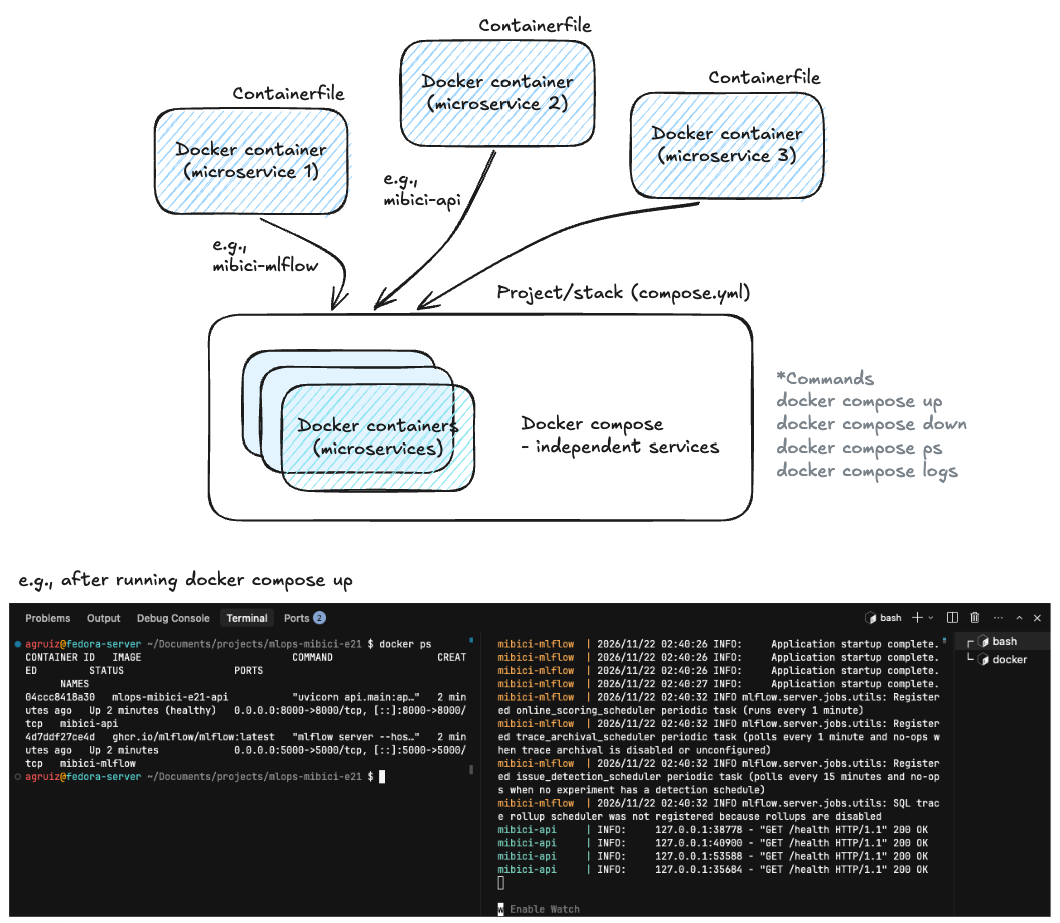 Containerfile
Docker container
(microservice 2)
Containerfile
Docker container
(microservice 1)
Containerfile
Docker container
(microservice 3)
e.g.,
mibici-api
e.g.,
mibici-mlflow
Project/stack (compose.yml)
Docker containers
(microservices)
Docker compose
- independent services
*Commands
docker compose up
docker compose down
docker compose ps
docker compose logs
e.g., after running docker compose up
Problems Output Debug Console Terminal Ports 2
bash
agruiz@fedora-server ~/Documents/projects/mlops-mibici-e21 $ docker ps
CONTAINER ID   IMAGE                          COMMAND                  CREAT
ED        STATUS                   PORTS
      NAMES
04ccc8418a30   mlops-mibici-e21-api           "uvicorn api.main:ap…"   2 min
utes ago   Up 2 minutes (healthy)   0.0.0.0:8000->8000/tcp, [::]:8000->8000/
tcp   mibici-api
4d7ddf27ce4d   ghcr.io/mlflow/mlflow:latest   "mlflow server --hos…"   2 min
utes ago   Up 2 minutes             0.0.0.0:5000->5000/tcp, [::]:5000->5000/
tcp   mibici-mlflow
agruiz@fedora-server ~/Documents/projects/mlops-mibici-e21 $
mibici-mlflow  | 2026/11/22 02:40:26 INFO:     Application startup complete.
mibici-mlflow  | 2026/11/22 02:40:26 INFO:     Application startup complete.
mibici-mlflow  | 2026/11/22 02:40:26 INFO:     Application startup complete.
mibici-mlflow  | 2026/11/22 02:40:27 INFO:     Application startup complete.
mibici-mlflow  | 2026/11/22 02:40:32 INFO mlflow.server.jobs.utils: Register
ed online_scoring_scheduler periodic task (runs every 1 minute)
mibici-mlflow  | 2026/11/22 02:40:32 INFO mlflow.server.jobs.utils: Register
ed trace_archival_scheduler periodic task (polls every 1 minute and no-ops w
hen trace archival is disabled or unconfigured)
mibici-mlflow  | 2026/11/22 02:40:32 INFO mlflow.server.jobs.utils: Register
ed issue_detection_scheduler periodic task (polls every 15 minutes and no-op
s when no experiment has a detection schedule)
mibici-mlflow  | 2026/11/22 02:40:32 INFO mlflow.server.jobs.utils: SQL trac
e rollup scheduler was not registered because rollups are disabled
mibici-api     | INFO:     127.0.0.1:38778 - "GET /health HTTP/1.1" 200 OK
mibici-api     | INFO:     127.0.0.1:40900 - "GET /health HTTP/1.1" 200 OK
mibici-api     | INFO:     127.0.0.1:53588 - "GET /health HTTP/1.1" 200 OK
mibici-api     | INFO:     127.0.0.1:35684 - "GET /health HTTP/1.1" 200 OK
w Enable Watch
bash
docker